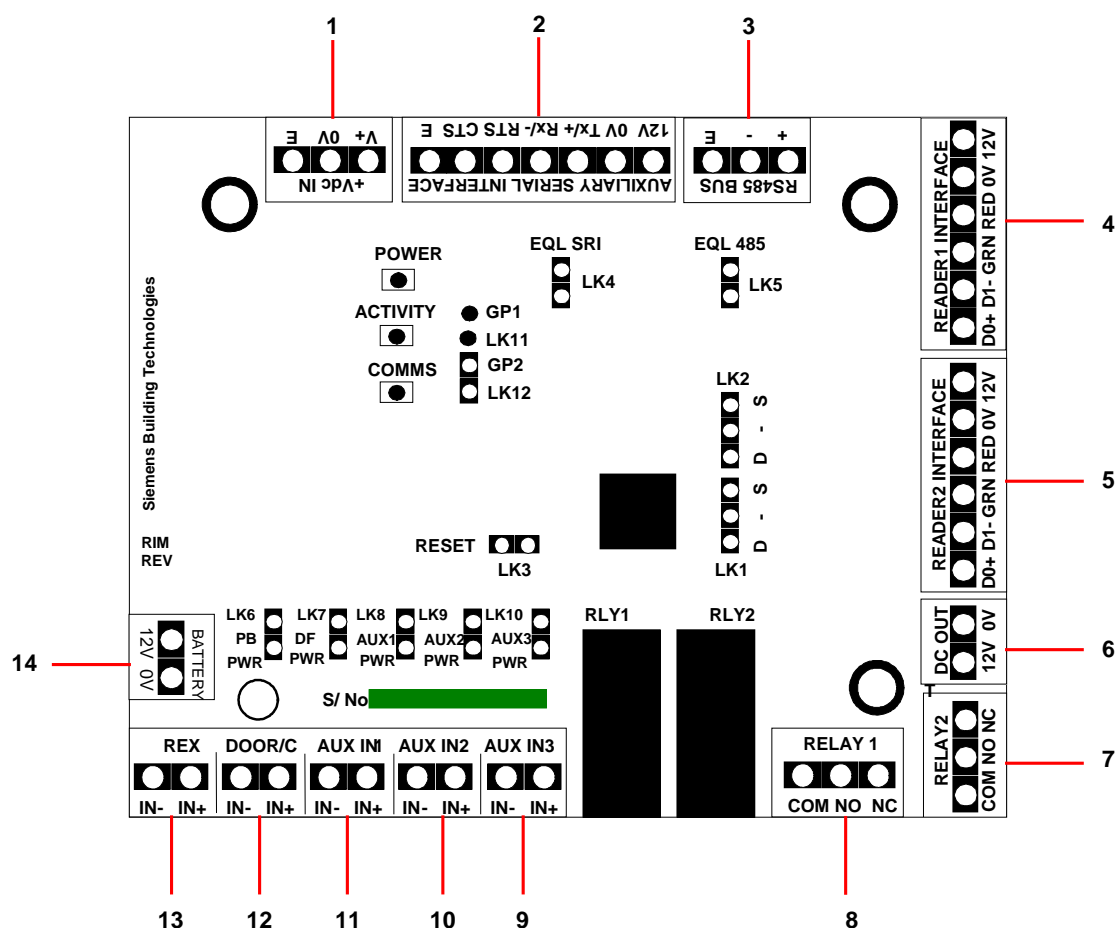 1
2
3
E 0V V+
+Vdc IN
E CTS RTS Rx/- Tx/+ 0V 12V
AUXILIARY SERIAL INTERFACE
E - +
RS485 BUS
READER1 INTERFACE
D0+ D1- GRN RED 0V 12V
4
POWER
EQL SRI
LK4
EQL 485
LK5
ACTIVITY
GP1
LK11
COMMS
GP2
LK12
Siemens Building Technologies
LK2
D - S
D - S
LK1
READER2 INTERFACE
D0+ D1- GRN RED 0V 12V
5
RIM
REV
RESET
LK3
LK6 LK7 LK8 LK9 LK10
PB DF AUX1 AUX2 AUX3
PWR PWR PWR PWR PWR
RLY1
RLY2
DC OUT
12V 0V
6
14
BATTERY
12V 0V
S/ No
T
RELAY2
COM NO NC
7
REX DOOR/C AUX IN1 AUX IN2 AUX IN3
IN- IN+ IN- IN+ IN- IN+ IN- IN+ IN- IN+
RELAY 1
COM NO NC
13
12
11
10
9
8